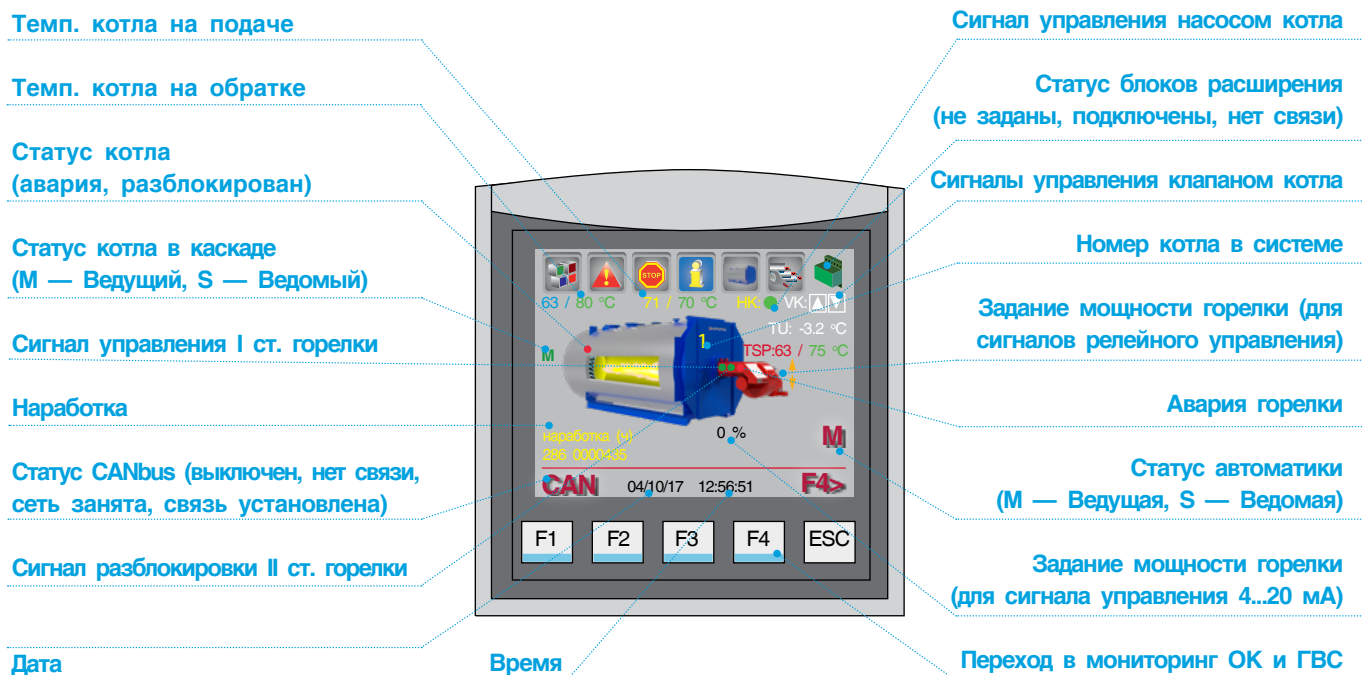 Темп. котла на подаче
Темп. котла на обратке
Статус котла
(авария, разблокирован)
Статус котла в каскаде
(М — Ведущий, S — Ведомый)
Сигнал управления I ст. горелки
Наработка
Статус CANbus (выключен, нет связи,
сеть занята, связь установлена)
Сигнал разблокировки II ст. горелки
Дата
Время
STOP
63 / 80 °C 71 / 70 °C НК: VK:
TU: -3.2 °C
1
TSP:63 / 75 °C
M
0 %
M
наработка (ч)
286 0000435
CAN 04/10/17 12:56:51 F4>
F1 F2 F3 F4 ESC
Сигнал управления насосом котла
Статус блоков расширения
(не заданы, подключены, нет связи)
Сигналы управления клапаном котла
Номер котла в системе
Задание мощности горелки (для
сигналов релейного управления)
Авария горелки
Статус автоматики
(М — Ведущая, S — Ведомая)
Задание мощности горелки
(для сигнала управления 4...20 мА)
Переход в мониторинг ОК и ГВС